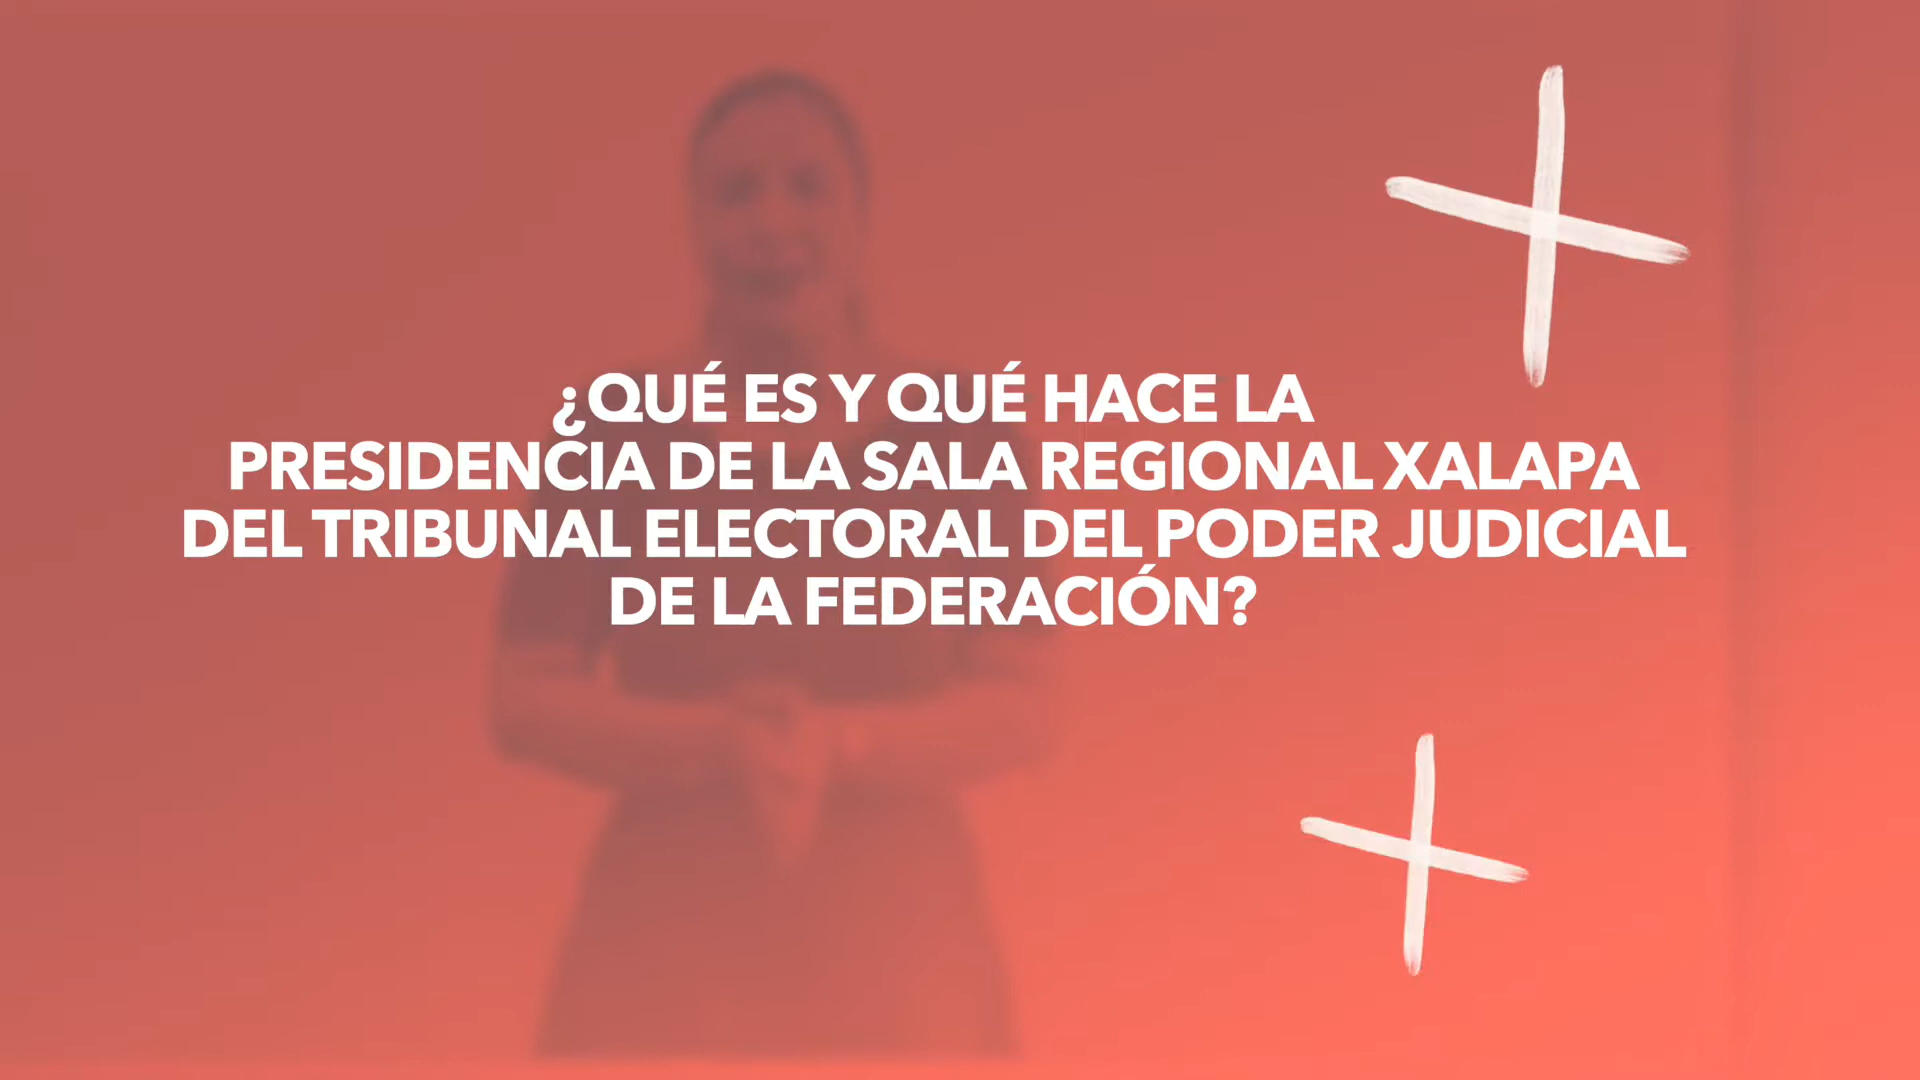 ¿QUÉ ES Y QUÉ HACE LA
PRESIDENCIA DE LA SALA REGIONAL XALAPA
DEL TRIBUNAL ELECTORAL DEL PODER JUDICIAL
DE LA FEDERACIÓN?